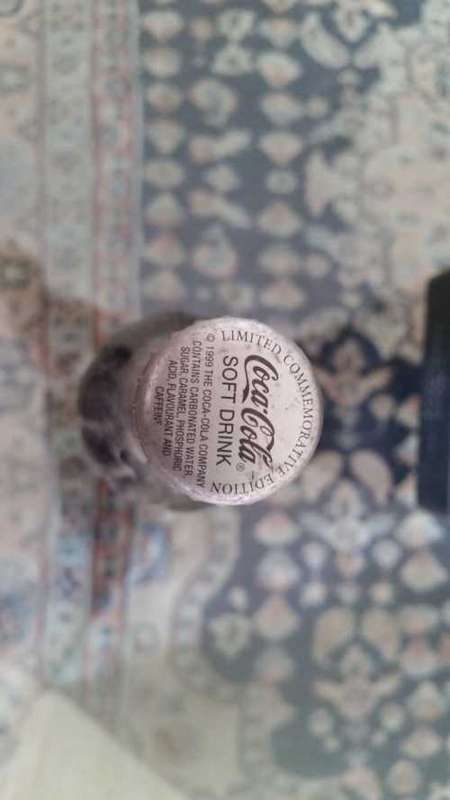 LIMITED COMMEMORATIVE EDITION
Coca-Cola®
SOFT DRINK
© 1999 THE COCA-COLA COMPANY
CONTAINS CARBONATED WATER,
SUGAR, CARAMEL, PHOSPHORIC
ACID, FLAVOURANT AND
CAFFEINE